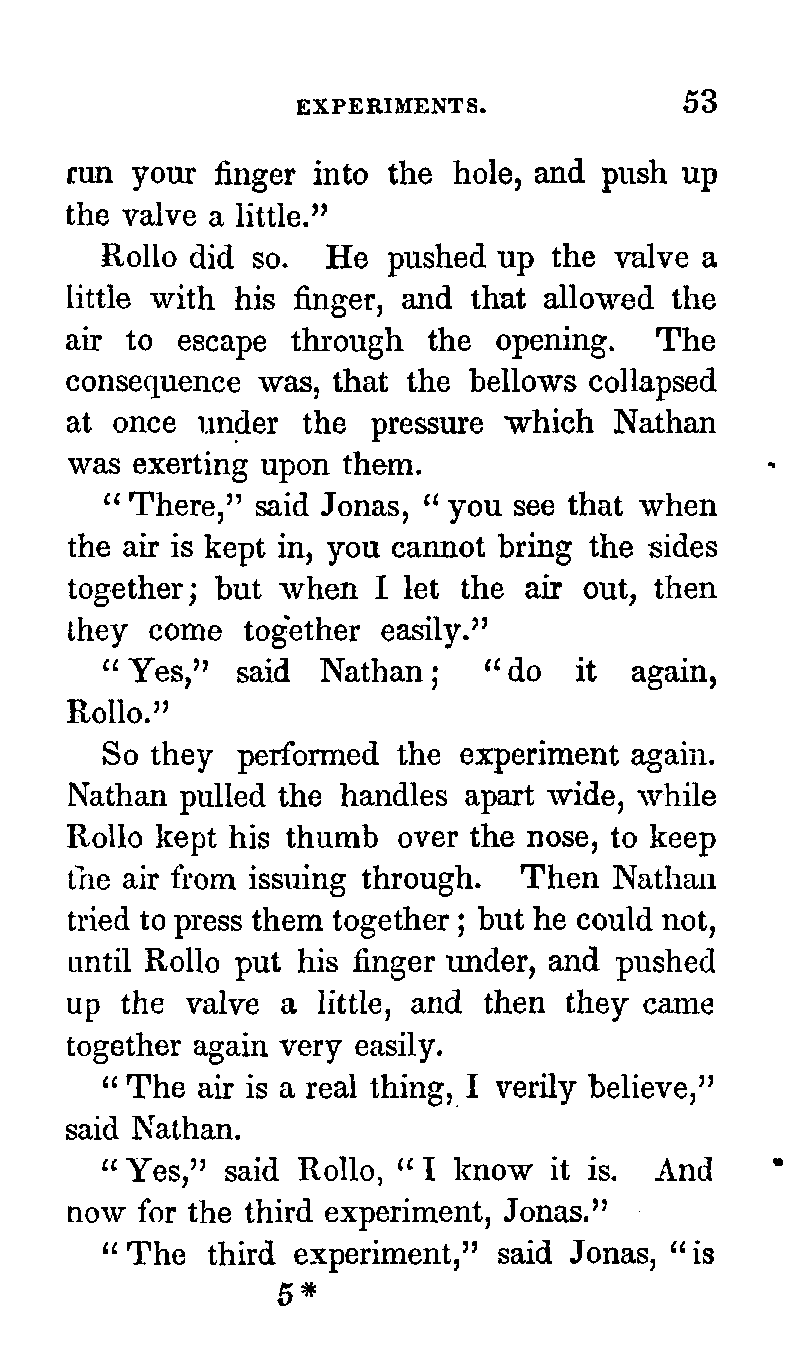 EXPERIMENTS. 53
run your finger into the hole, and push up
the valve a little.”
Rollo did so. He pushed up the valve a
little with his finger, and that allowed the
air to escape through the opening. The
consequence was, that the bellows collapsed
at once under the pressure which Nathan
was exerting upon them.
“There,” said Jonas, “you see that when
the air is kept in, you cannot bring the sides
together; but when I let the air out, then
they come together easily.”
“Yes,” said Nathan; “do it again,
Rollo.”
So they performed the experiment again.
Nathan pulled the handles apart wide, while
Rollo kept his thumb over the nose, to keep
the air from issuing through. Then Nathan
tried to press them together; but he could not,
until Rollo put his finger under, and pushed
up the valve a little, and then they came
together again very easily.
“The air is a real thing, I verily believe,”
said Nathan.
“Yes,” said Rollo, “I know it is. And
now for the third experiment, Jonas.”
“The third experiment,” said Jonas, “is
5*